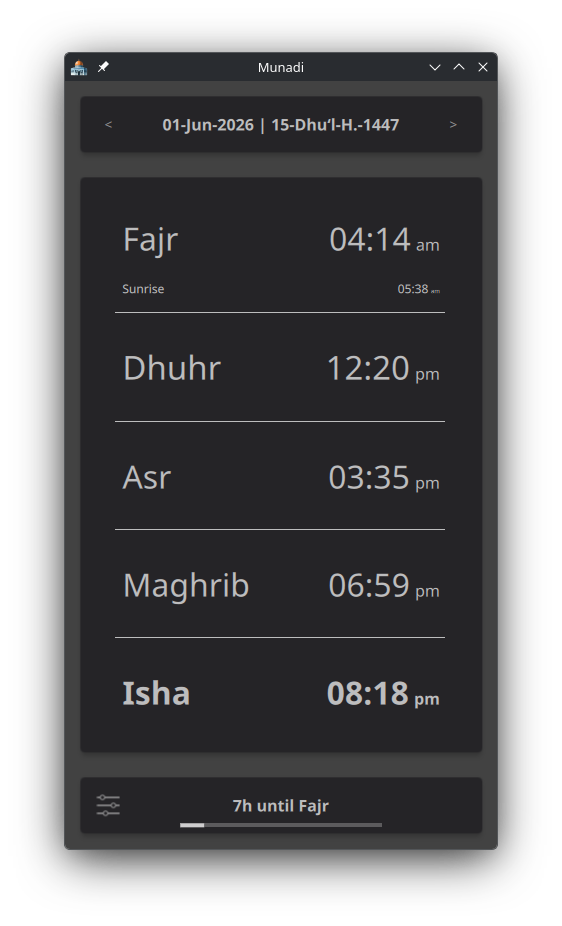 Munadi
< 01-Jun-2026 | 15-Dhu’l-H.-1447 >
Fajr 04:14 am
Sunrise 05:38 am
Dhuhr 12:20 pm
Asr 03:35 pm
Maghrib 06:59 pm
Isha 08:18 pm
7h until Fajr